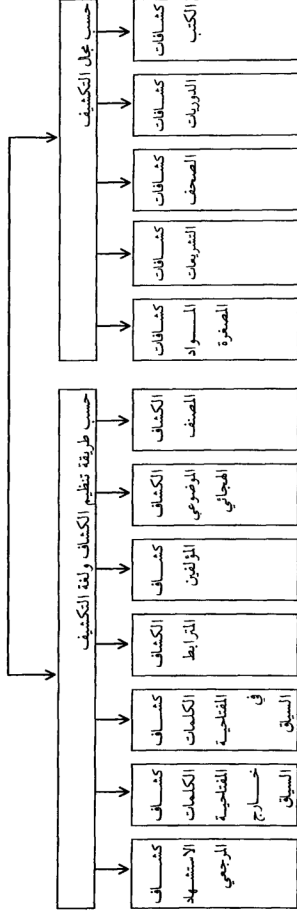 حسب مجال التكشيف
كشافات
الكتب
كشافات
الدوريات
كشافات
الصحف
كشافات
التشريعات
كشافات
المـــواد
المصغرة
حسب طريقة تنظيم الكشاف ولغة التكشيف
الكشاف
المصنف
الكشاف
الموضوعي
الهجائي
كشاف
المؤلفين
الكشاف
المترابط
كشاف
الكلمات
المفتاحية
في
السياق
كشاف
الكلمات
المفتاحية
خارج
السياق
كشاف
الاستشهاد
المرجعي